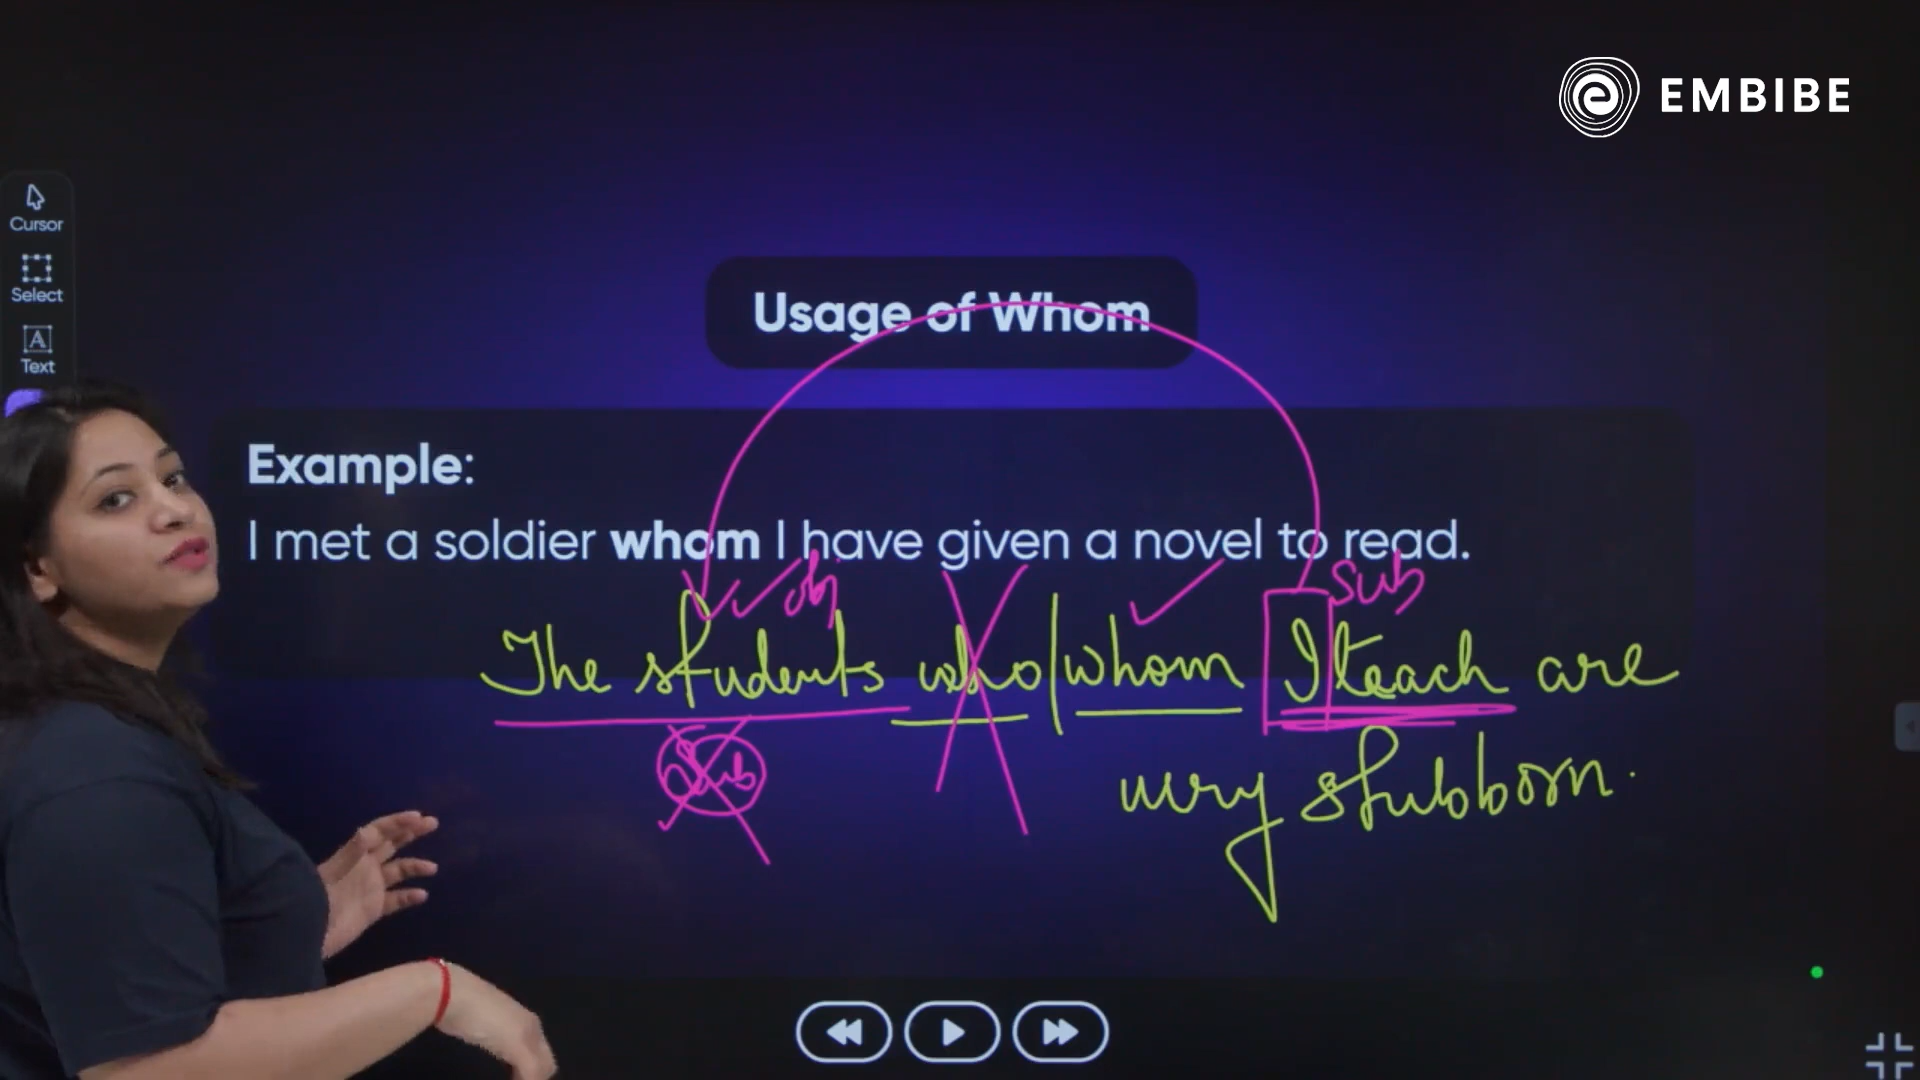 EMBIBE
Cursor
Select
Text
Usage of Whom
Example:
I met a soldier whom I have given a novel to read.
obj
sub
The students who/whom I teach are
Sub
very stubborn.